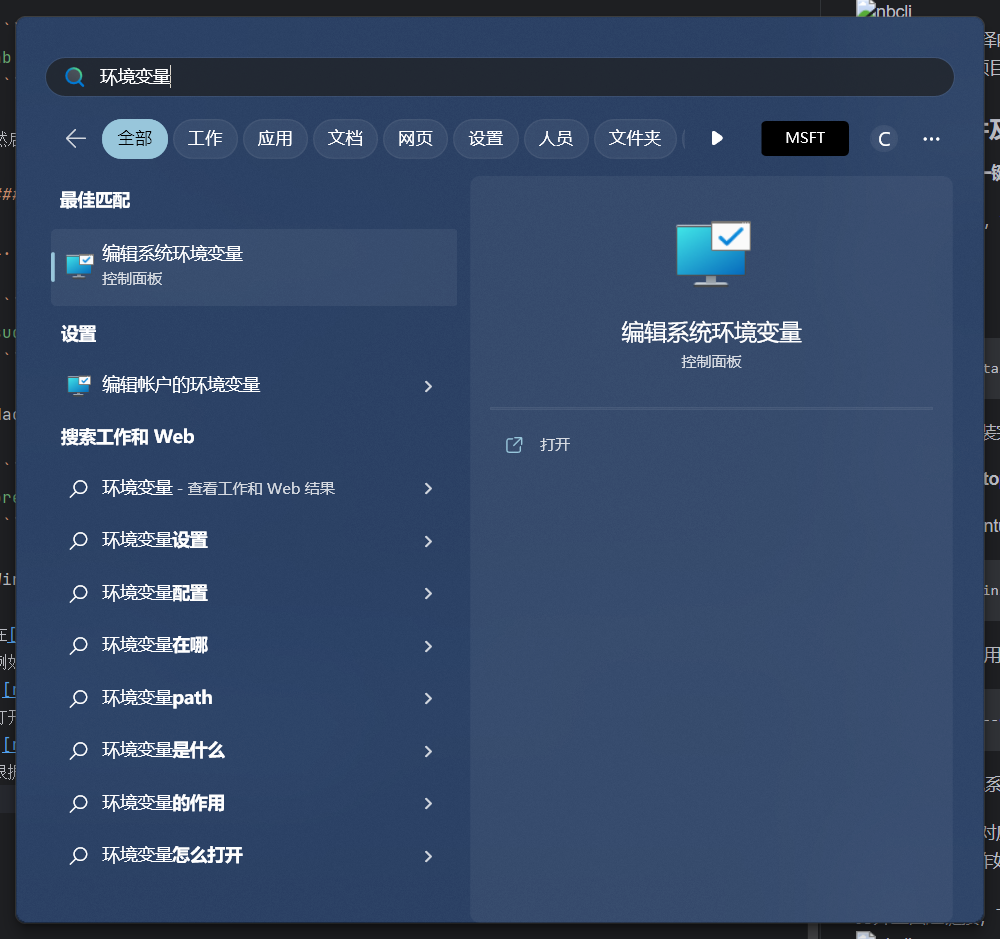 nbcli
环境变量
全部
工作
应用
文档
网页
设置
人员
文件夹
MSFT
C
最佳匹配
编辑系统环境变量
控制面板
设置
编辑帐户的环境变量
搜索工作和 Web
环境变量 - 查看工作和 Web 结果
环境变量设置
环境变量配置
环境变量在哪
环境变量path
环境变量是什么
环境变量的作用
环境变量怎么打开
编辑系统环境变量
控制面板
打开